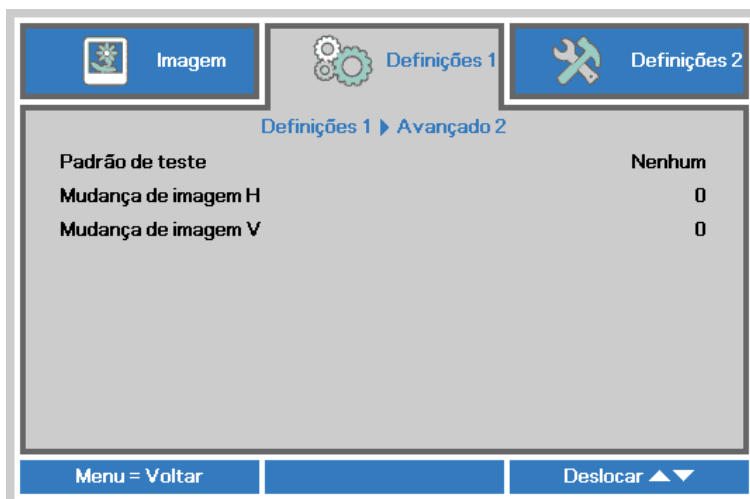 Imagem Definições 1 Definições 2
Definições 1 Avançado 2
Padrão de teste Nenhum
Mudança de imagem H 0
Mudança de imagem V 0
Menu = Voltar Deslocar ▲▼